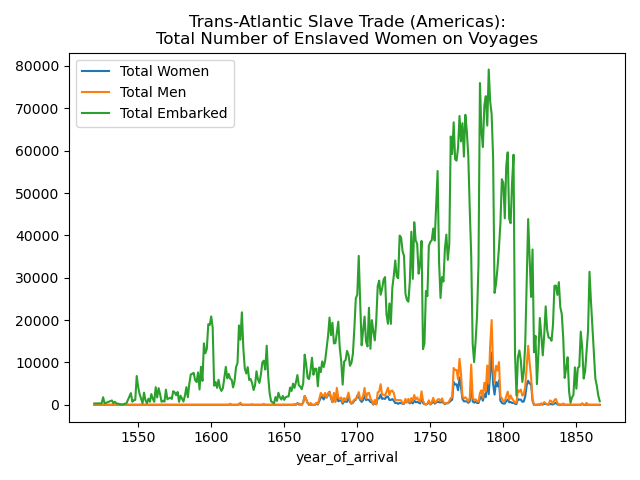 Trans-Atlantic Slave Trade (Americas):
Total Number of Enslaved Women on Voyages
Total Women
Total Men
Total Embarked
80000
70000
60000
50000
40000
30000
20000
10000
0
1550 1600 1650 1700 1750 1800 1850
year_of_arrival